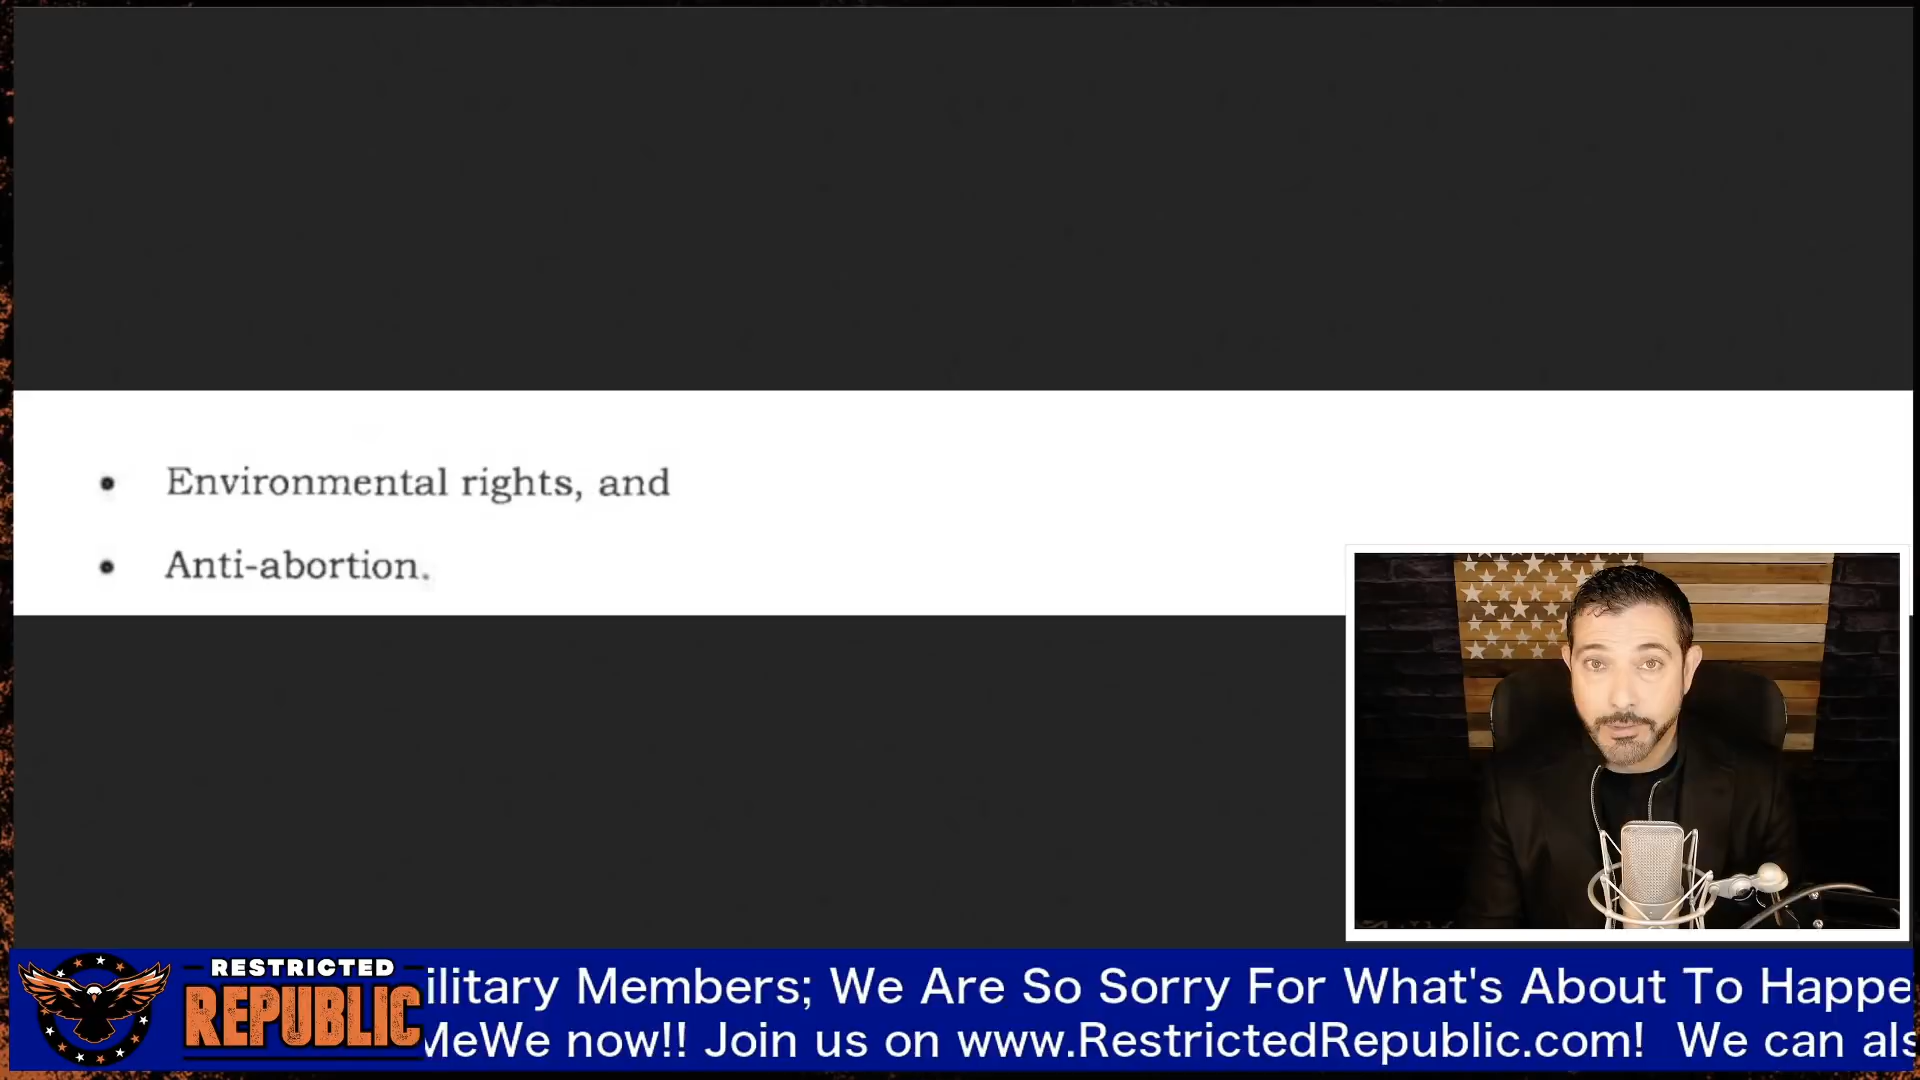 • Environmental rights, and
• Anti-abortion.
RESTRICTED
REPUBLIC
ilitary Members; We Are So Sorry For What's About To Happe
MeWe now!! Join us on www.RestrictedRepublic.com! We can als